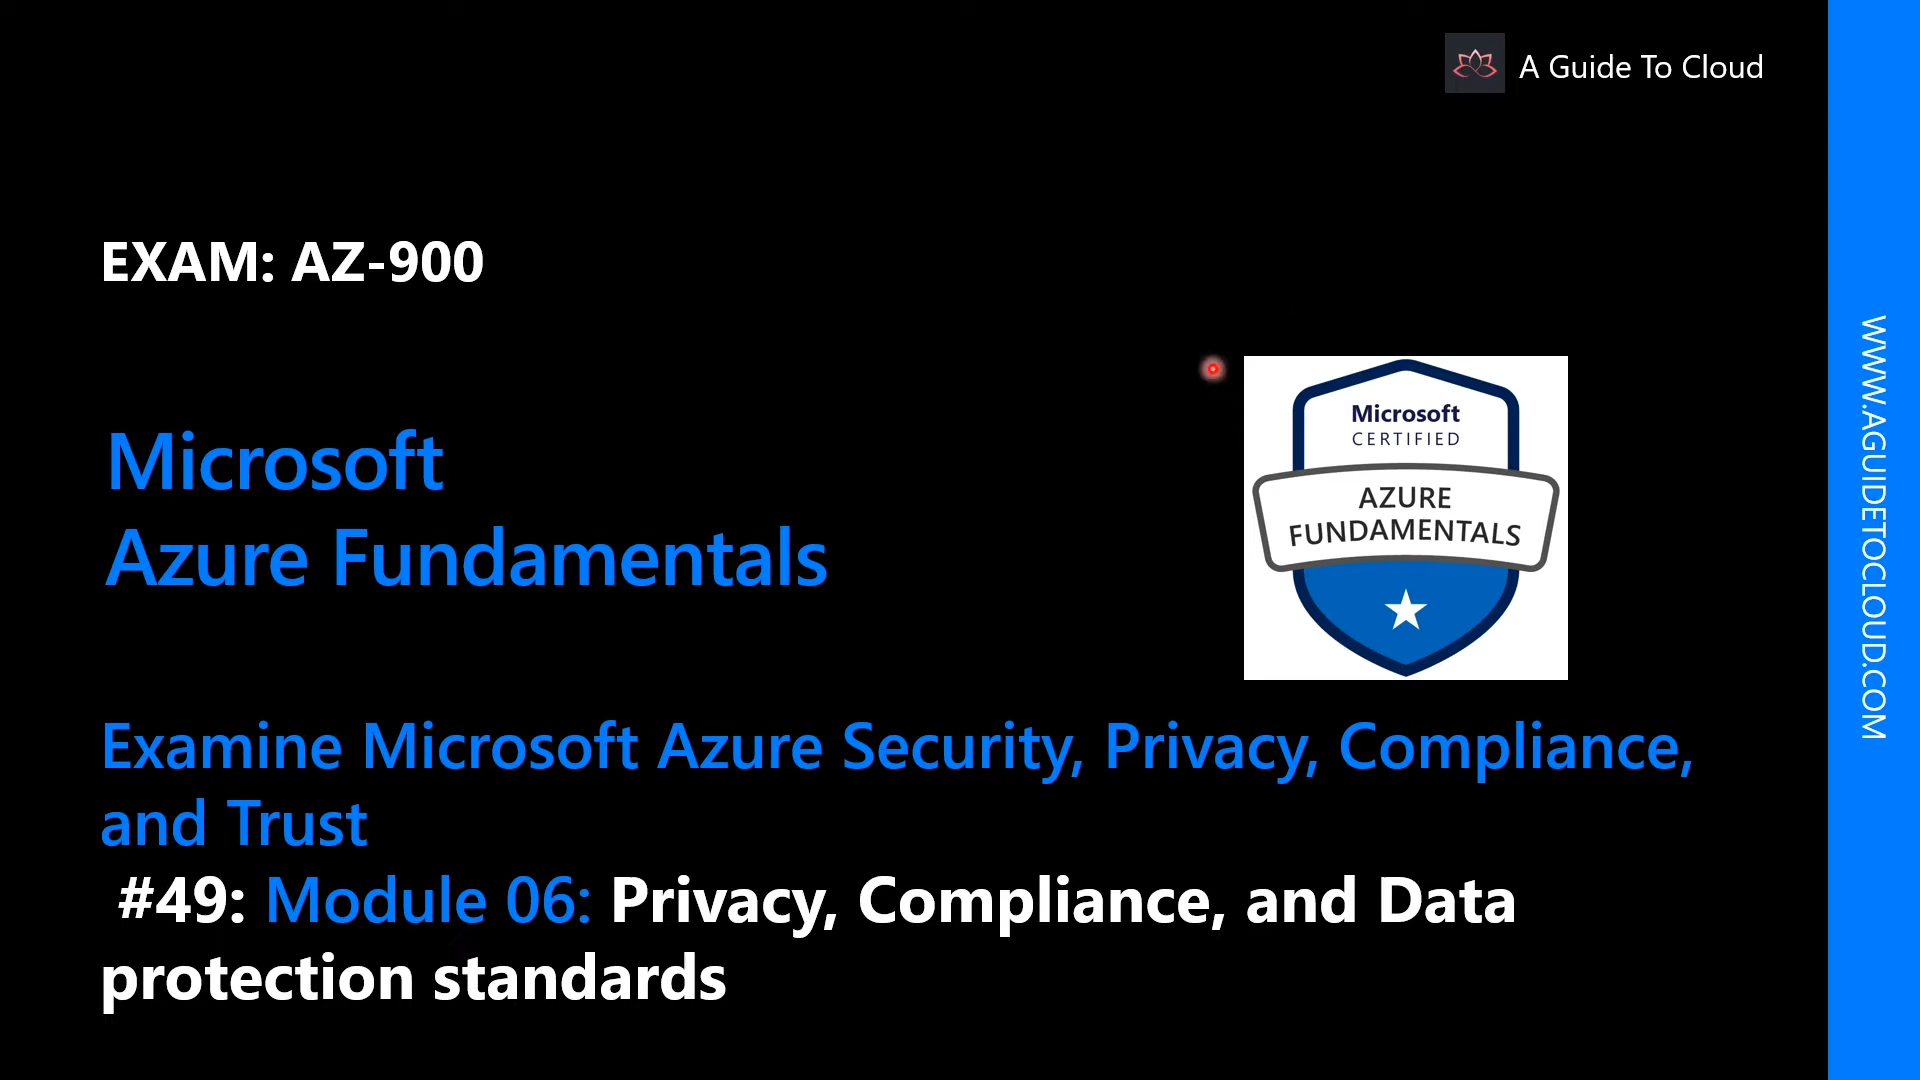 A Guide To Cloud
EXAM: AZ-900
Microsoft
Azure Fundamentals
Microsoft
CERTIFIED
AZURE
FUNDAMENTALS
Examine Microsoft Azure Security, Privacy, Compliance,
and Trust
#49: Module 06: Privacy, Compliance, and Data
protection standards
WWW.AGUIDETOCLOUD.COM